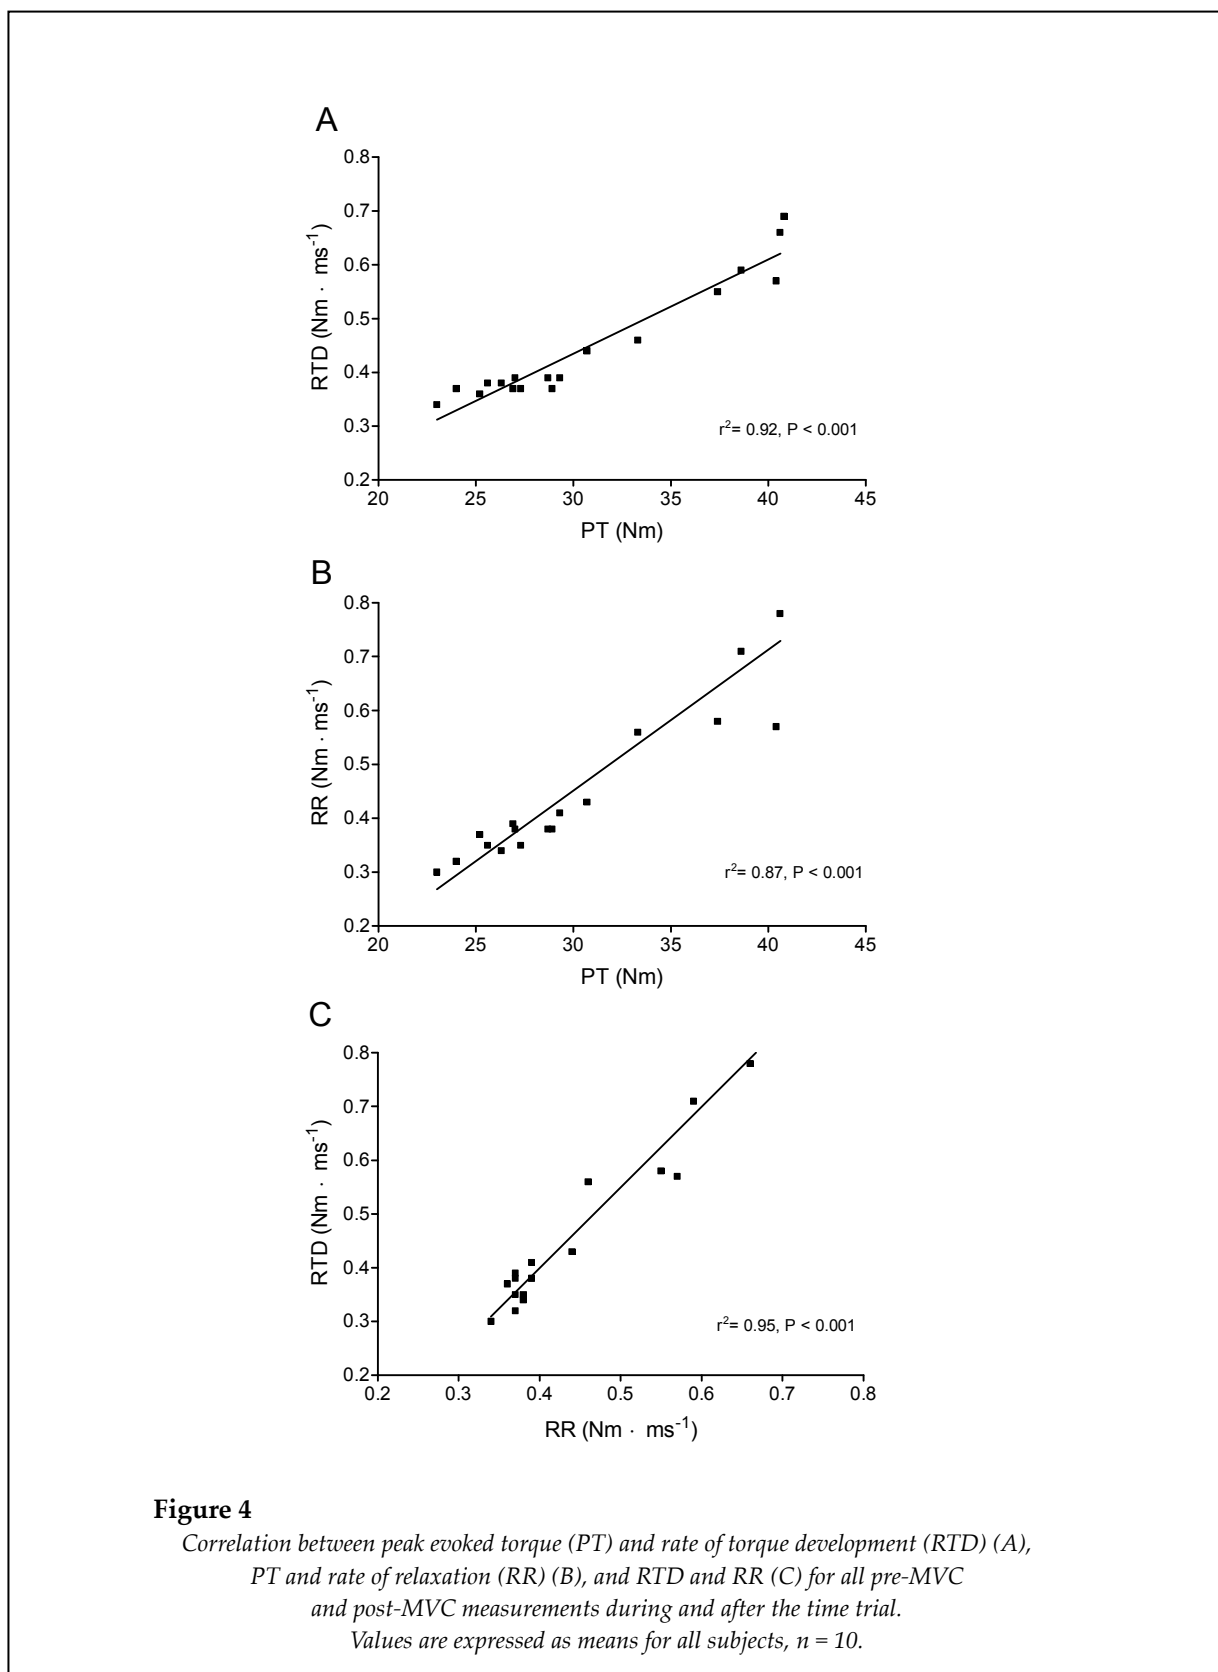 A
0.8
0.7
0.6
0.5
0.4
0.3
0.2
RTD (Nm · ms⁻¹)
r²= 0.92, P < 0.001
20 25 30 35 40 45
PT (Nm)
B
0.8
0.7
0.6
0.5
0.4
0.3
0.2
RR (Nm · ms⁻¹)
r²= 0.87, P < 0.001
20 25 30 35 40 45
PT (Nm)
C
0.8
0.7
0.6
0.5
0.4
0.3
0.2
RTD (Nm · ms⁻¹)
r²= 0.95, P < 0.001
0.2 0.3 0.4 0.5 0.6 0.7 0.8
RR (Nm · ms⁻¹)
Figure 4
Correlation between peak evoked torque (PT) and rate of torque development (RTD) (A),
PT and rate of relaxation (RR) (B), and RTD and RR (C) for all pre-MVC
and post-MVC measurements during and after the time trial.
Values are expressed as means for all subjects, n = 10.